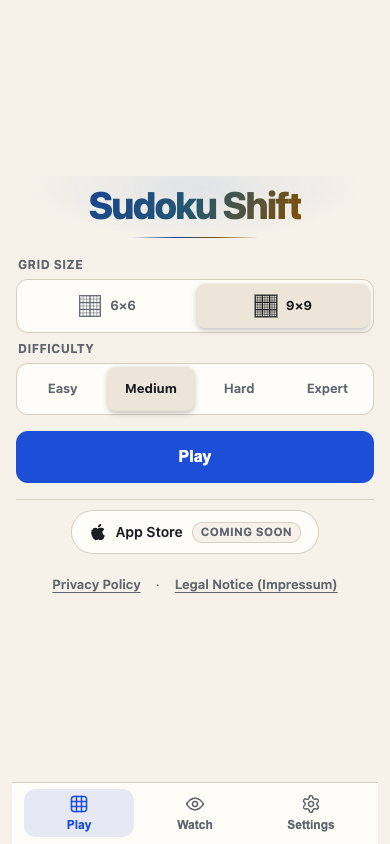 Sudoku Shift
GRID SIZE
6×6 9×9
DIFFICULTY
Easy Medium Hard Expert
Play
App Store COMING SOON
Privacy Policy · Legal Notice (Impressum)
Play Watch Settings